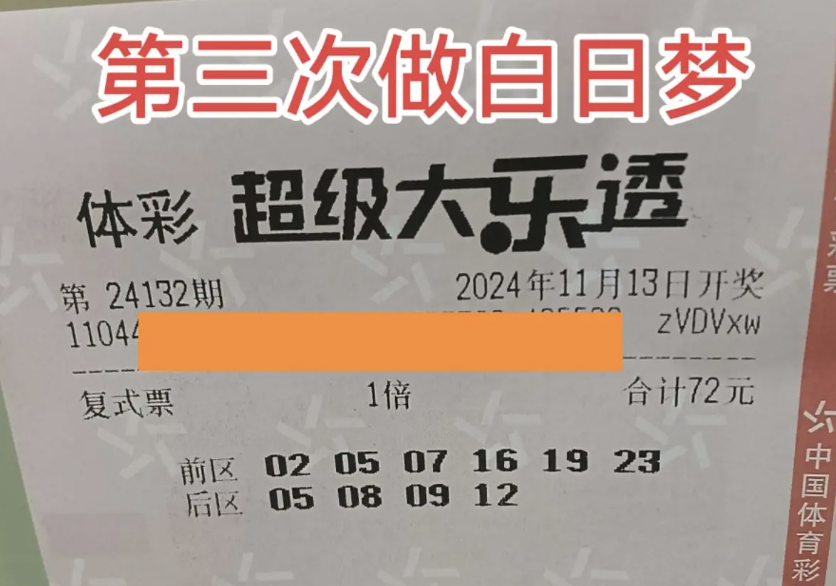 第三次做白日梦
体彩 超级大乐透
第 24132期 2024年11月13日开奖
11044 zVDVxw
复式票 1倍 合计72元
前区 02 05 07 16 19 23
后区 05 08 09 12
中国体育彩